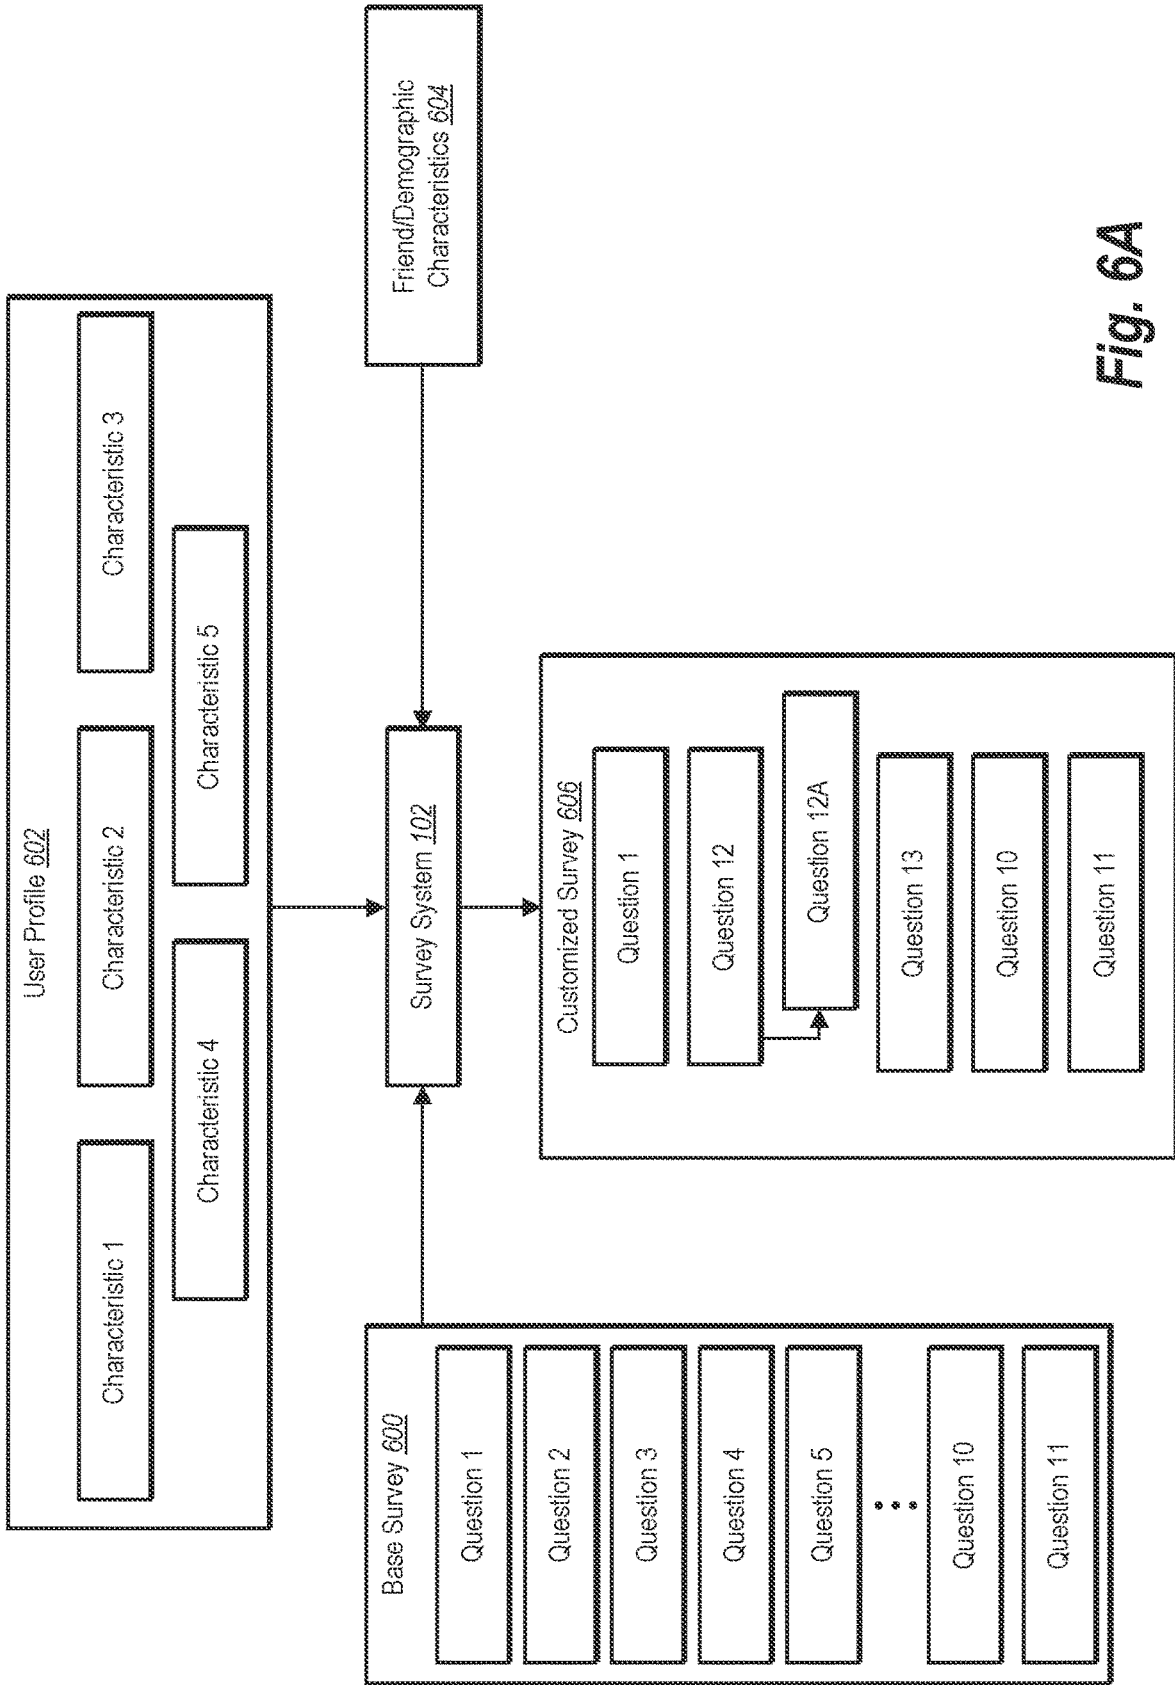 User Profile 602
Characteristic 1
Characteristic 2
Characteristic 3
Characteristic 4
Characteristic 5
Base Survey 600
Question 1
Question 2
Question 3
Question 4
Question 5
Question 10
Question 11
Survey System 102
Friend/Demographic
Characteristics 604
Customized Survey 606
Question 1
Question 12
Question 12A
Question 13
Question 10
Question 11
Fig. 6A